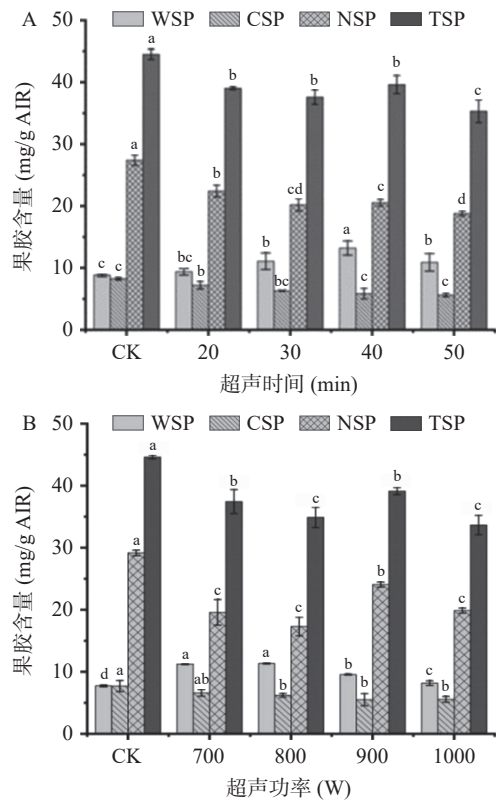 A WSP CSP NSP TSP
50
40
30
20
10
0
果胶含量 (mg/g AIR)
c c a a
bc b b b
b bc cd b
a c c b
b c d c
CK 20 30 40 50
超声时间 (min)
B WSP CSP NSP TSP
50
40
30
20
10
0
果胶含量 (mg/g AIR)
d a a a
a ab c b
a b c c
b b b b
c b c c
CK 700 800 900 1000
超声功率 (W)